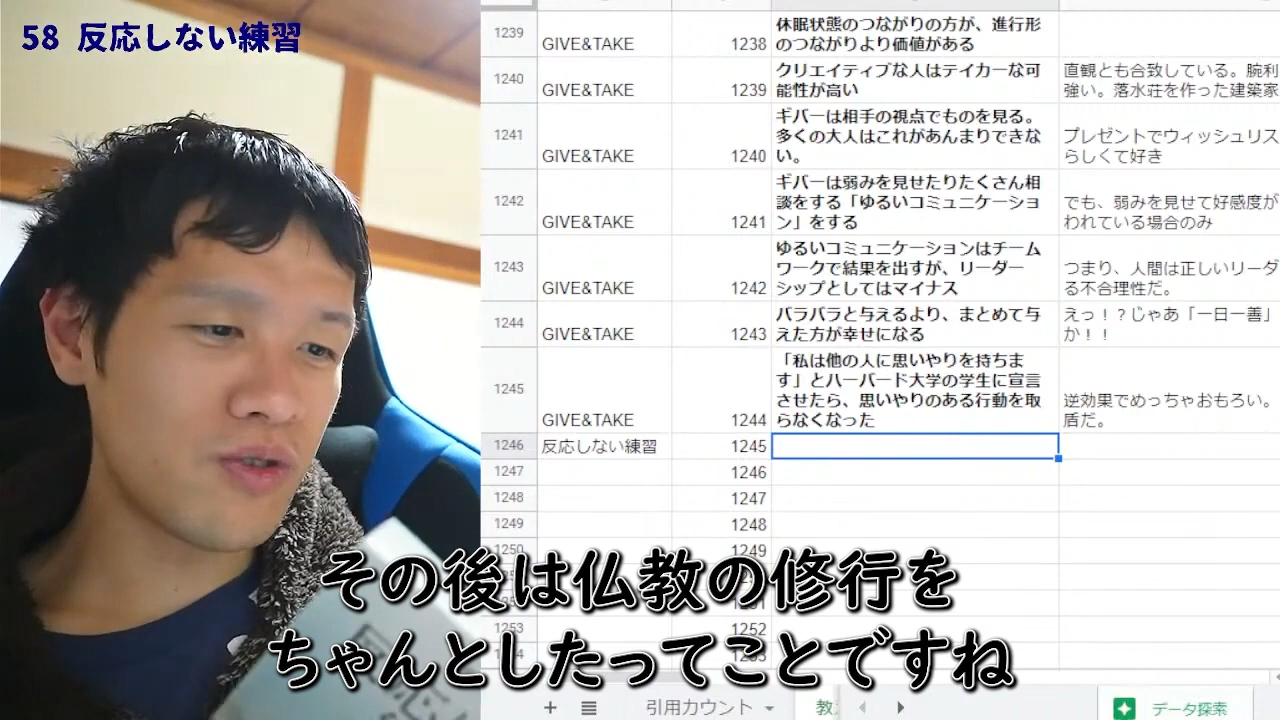 58 反応しない練習
1239 GIVE&TAKE 1238 休眠状態のつながりの方が、進行形
のつながりより価値がある
1240 GIVE&TAKE 1239 クリエイティブな人はテイカーな可 直観とも合致している。腕利
能性が高い 強い。落水荘を作った建築家
1241 GIVE&TAKE 1240 ギバーは相手の視点でものを見る。
多くの大人はこれがあんまりできな プレゼントでウィッシュリス
い。 らしくて好き
1242 GIVE&TAKE 1241 ギバーは弱みを見せたりたくさん相
談をする「ゆるいコミュニケーショ でも、弱みを見せて好感度が
ン」をする われている場合のみ
1243 GIVE&TAKE 1242 ゆるいコミュニケーションはチーム
ワークで結果を出すが、リーダー つまり、人間は正しいリーダ
シップとしてはマイナス る不合理性だ。
1244 GIVE&TAKE 1243 バラバラと与えるより、まとめて与 えっ！？じゃあ「一日一善」
えた方が幸せになる か！！
1245 GIVE&TAKE 1244 「私は他の人に思いやりを持ちま
す」とハーバード大学の学生に宣言
させたら、思いやりのある行動を取 逆効果でめっちゃおもろい。
らなくなった 盾だ。
1246 反応しない練習 1245
1247 1246
1248 1247
1249 1248
1250 1249
1253 1252
その後は仏教の修行を
ちゃんとしたってことですね
+ 引用カウント 教 データ探索